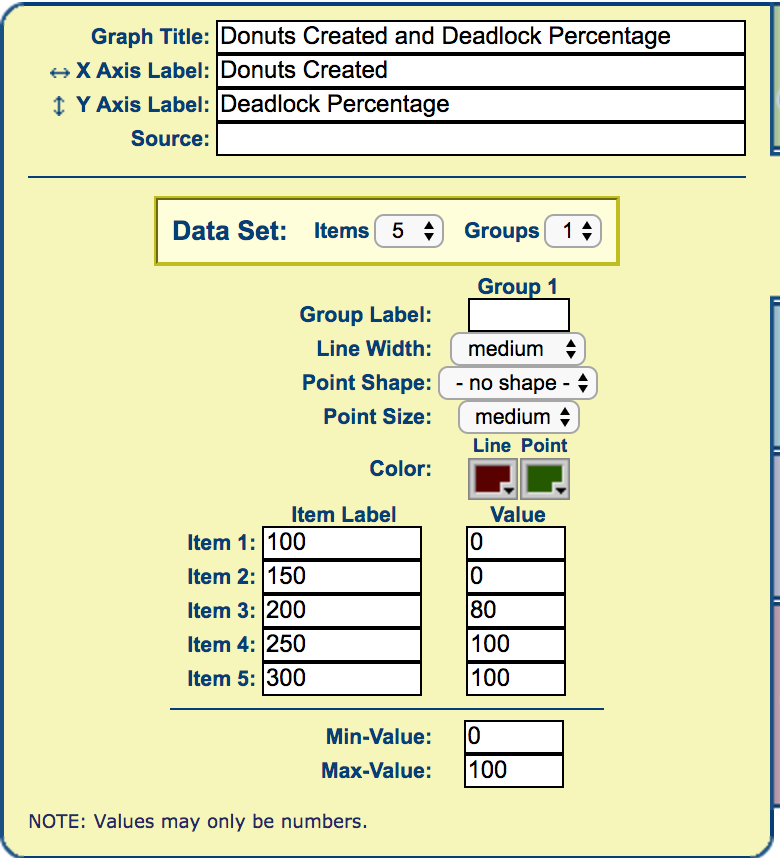 Graph Title: Donuts Created and Deadlock Percentage
X Axis Label: Donuts Created
Y Axis Label: Deadlock Percentage
Source:
Data Set: Items 5 Groups 1
Group 1
Group Label:
Line Width: medium
Point Shape: - no shape -
Point Size: medium
Line Point
Color:
Item Label Value
Item 1: 100 0
Item 2: 150 0
Item 3: 200 80
Item 4: 250 100
Item 5: 300 100
Min-Value: 0
Max-Value: 100
NOTE: Values may only be numbers.